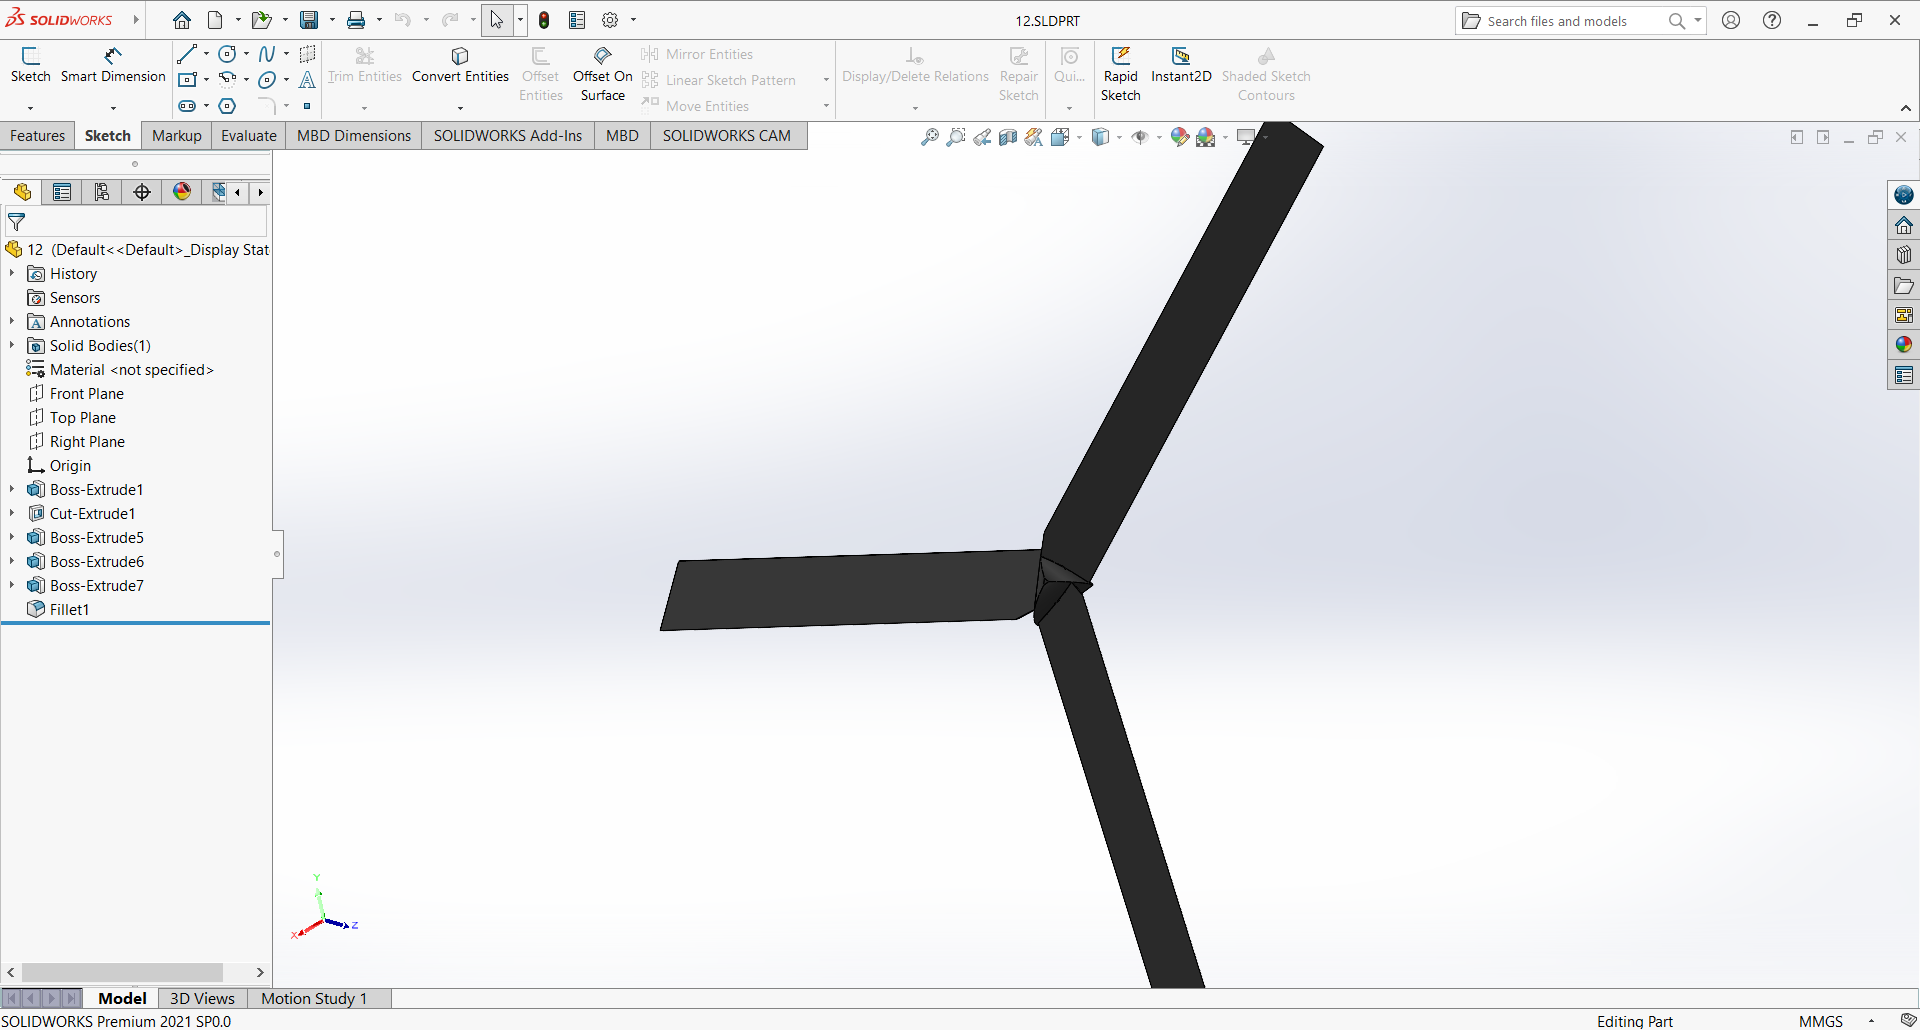 SOLIDWORKS
12.SLDPRT
Search files and models
Sketch
Smart Dimension
Trim Entities
Convert Entities
Offset
Entities
Offset On
Surface
Mirror Entities
Linear Sketch Pattern
Move Entities
Display/Delete Relations
Repair
Sketch
Qui...
Rapid
Sketch
Instant2D
Shaded Sketch
Contours
Features
Sketch
Markup
Evaluate
MBD Dimensions
SOLIDWORKS Add-Ins
MBD
SOLIDWORKS CAM
12 (Default<<Default>_Display Stat
History
Sensors
Annotations
Solid Bodies(1)
Material <not specified>
Front Plane
Top Plane
Right Plane
Origin
Boss-Extrude1
Cut-Extrude1
Boss-Extrude5
Boss-Extrude6
Boss-Extrude7
Fillet1
Y
X
Z
Model
3D Views
Motion Study 1
SOLIDWORKS Premium 2021 SP0.0
Editing Part
MMGS